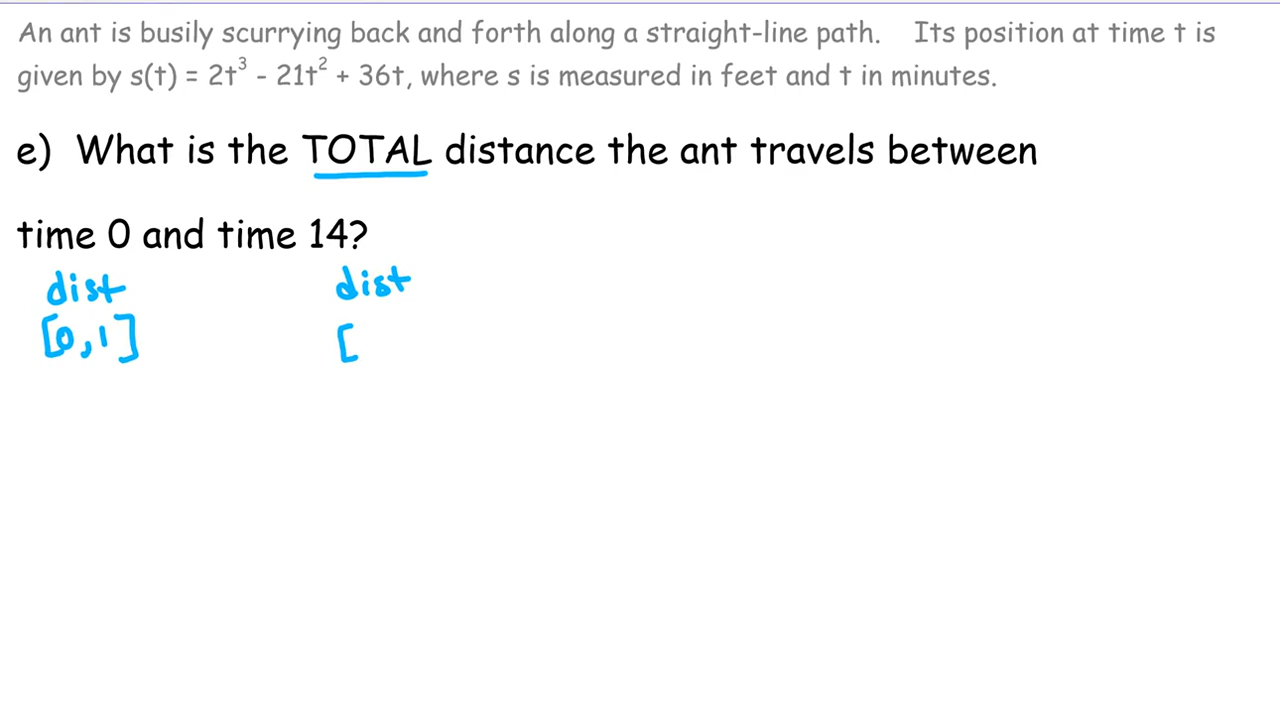 An ant is busily scurrying back and forth along a straight-line path. Its position at time t is
given by s(t) = 2t³ - 21t² + 36t, where s is measured in feet and t in minutes.
e) What is the TOTAL distance the ant travels between
time 0 and time 14?
dist dist
[0,1] [